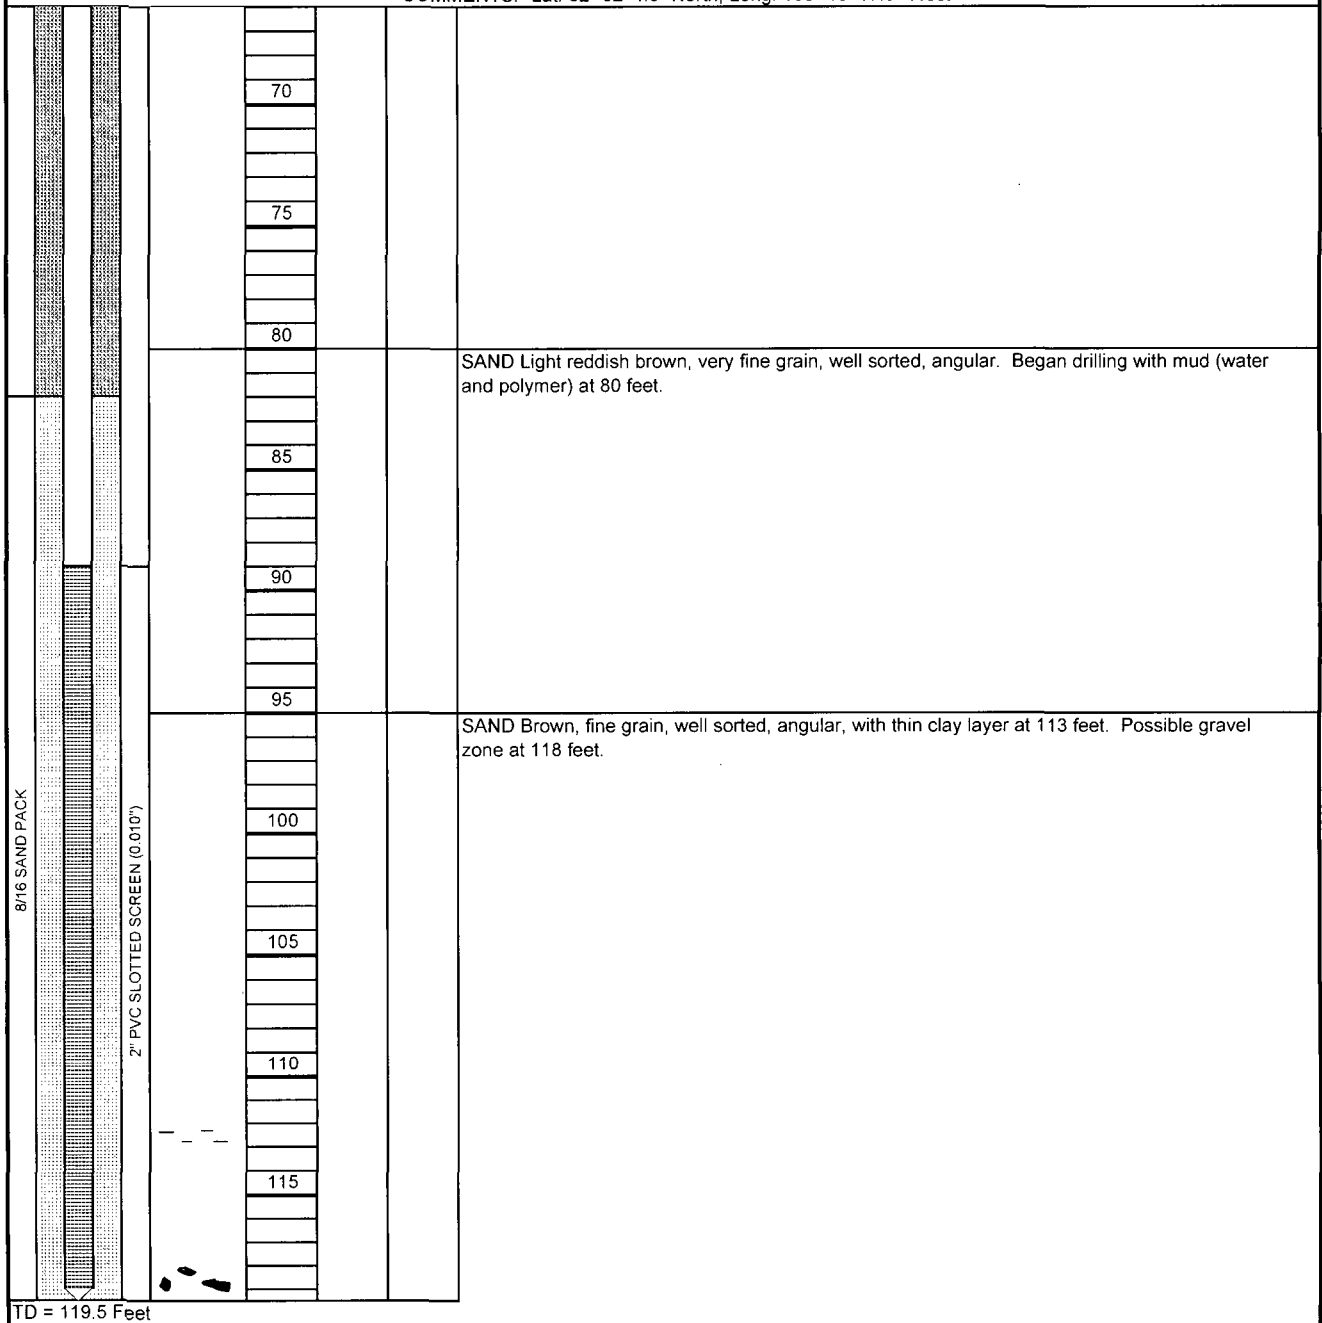 70
75
80
SAND Light reddish brown, very fine grain, well sorted, angular. Began drilling with mud (water
and polymer) at 80 feet.
85
90
95
SAND Brown, fine grain, well sorted, angular, with thin clay layer at 113 feet. Possible gravel
zone at 118 feet.
8/16 SAND PACK
2" PVC SLOTTED SCREEN (0.010")
100
105
110
115
TD = 119.5 Feet